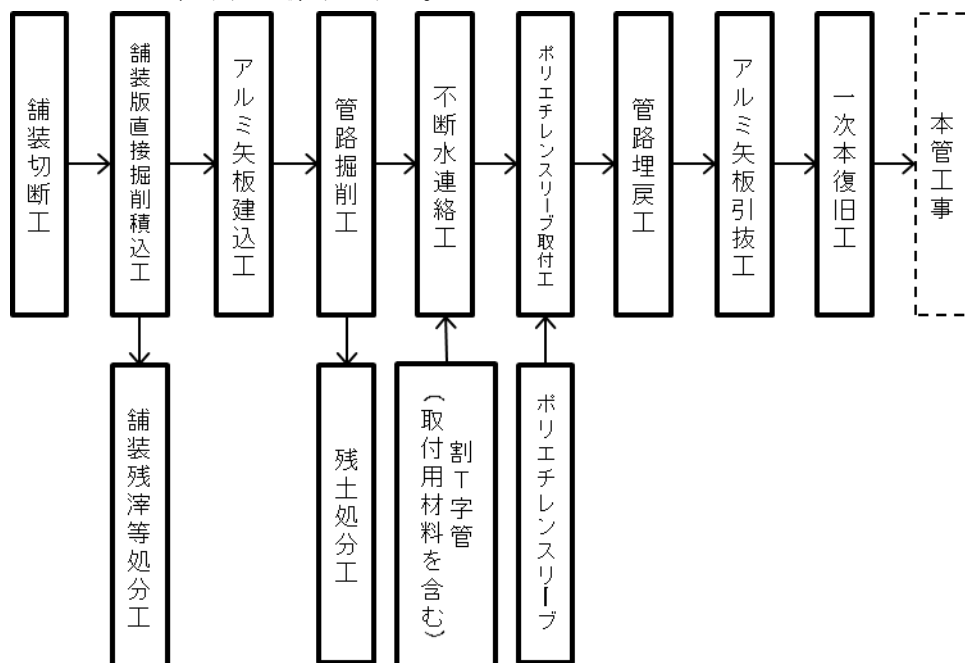 舗装切断工
舗装版直接掘削積込工
アルミ矢板建込工
管路掘削工
不断水連絡工
ポリエチレンスリーブ取付工
管路埋戻工
アルミ矢板引抜工
一次本復旧工
本管工事
舗装残滓等処分工
残土処分工
割T字管
(取付用材料を含む)
ポリエチレンスリーブ